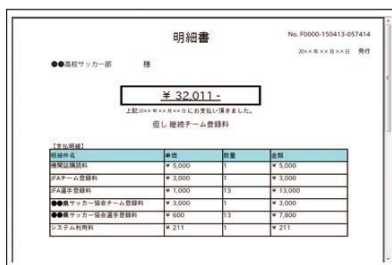 明細書
No. F0000-150413-057414
20××年××月××日 発行
●●高校サッカー部 様
¥ 32,011 -
上記20××年××月××日にお支払い頂きました。
但し 継続チーム登録料
【支払明細】
明細件名 単価 数量 金額
機関誌購読料 ¥ 5,000 1 ¥ 5,000
JFAチーム登録料 ¥ 3,000 1 ¥ 3,000
JFA選手登録料 ¥ 1,000 13 ¥ 13,000
●●県サッカー協会チーム登録料 ¥ 3,000 1 ¥ 3,000
●●県サッカー協会選手登録料 ¥ 600 13 ¥ 7,800
システム利用料 ¥ 211 1 ¥ 211